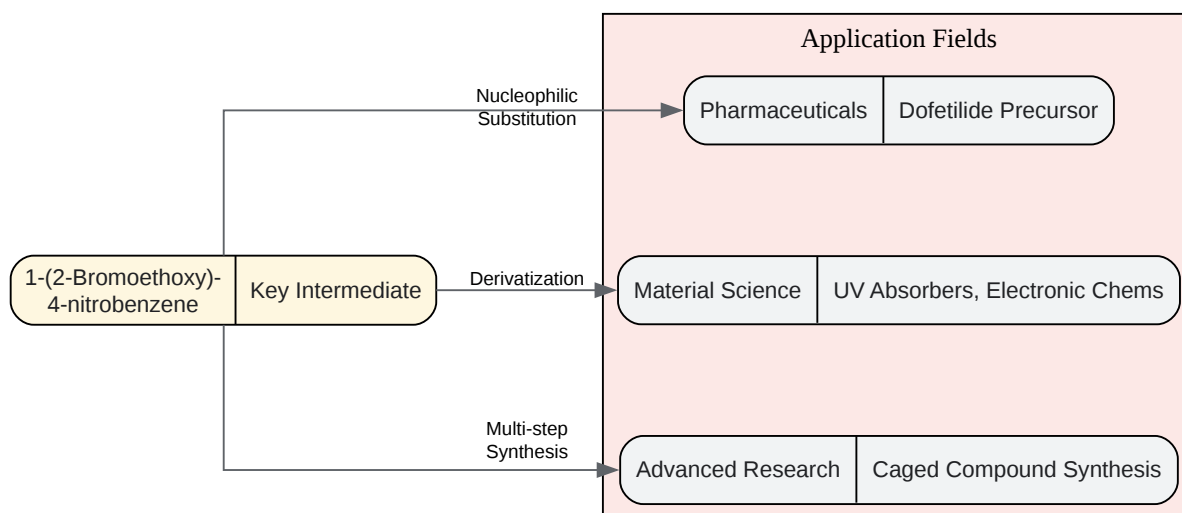 Application Fields
Nucleophilic
Substitution
Pharmaceuticals
Dofetilide Precursor
1-(2-Bromoethoxy)-
4-nitrobenzene
Key Intermediate
Derivatization
Material Science
UV Absorbers, Electronic Chems
Multi-step
Synthesis
Advanced Research
Caged Compound Synthesis